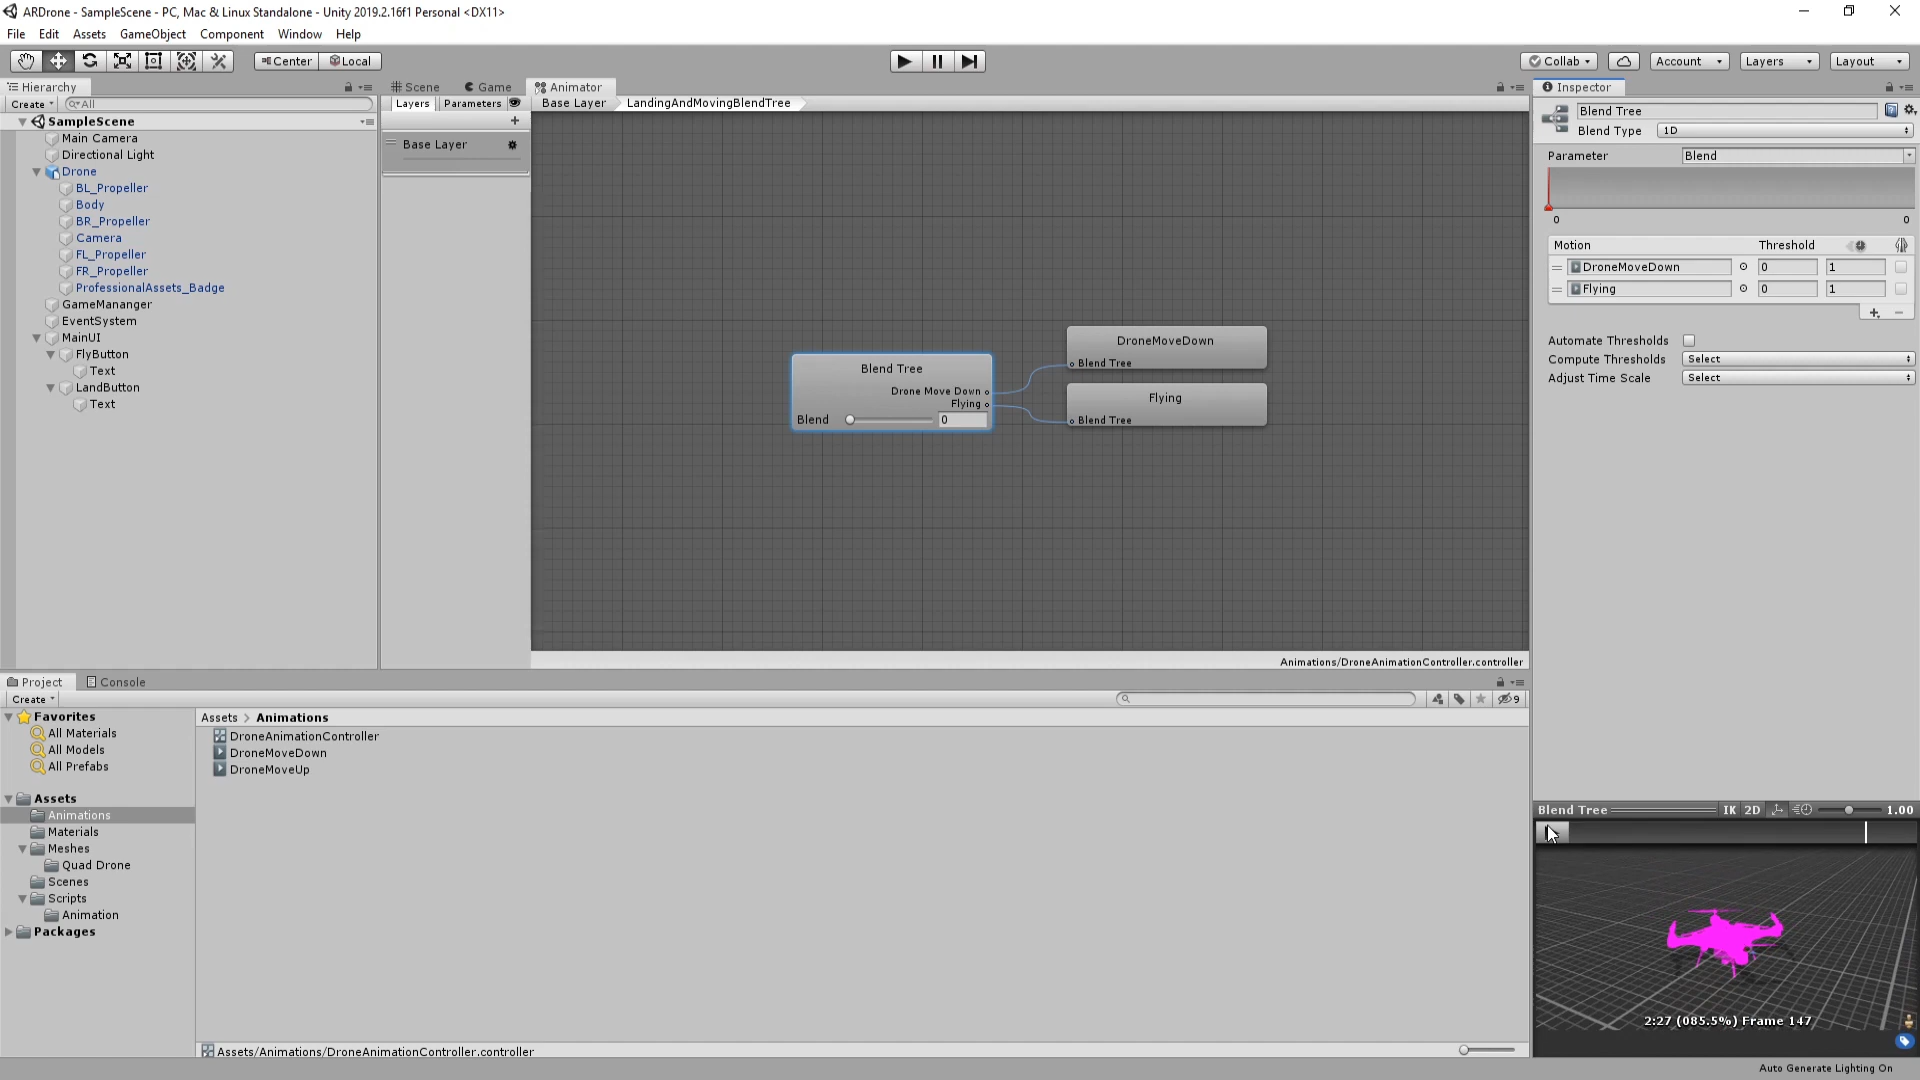 ARDrone - SampleScene - PC, Mac & Linux Standalone - Unity 2019.2.16f1 Personal <DX11>
File Edit Assets GameObject Component Window Help
Center Local
Collab Account Layers Layout
Hierarchy
Create All
SampleScene
Main Camera
Directional Light
Drone
BL_Propeller
Body
BR_Propeller
Camera
FL_Propeller
FR_Propeller
ProfessionalAssets_Badge
GameMananger
EventSystem
MainUI
FlyButton
Text
LandButton
Text
Scene Game Animator
Layers Parameters Base Layer LandingAndMovingBlendTree
Base Layer
Blend Tree
Drone Move Down
Flying
Blend 0
DroneMoveDown
Blend Tree
Flying
Blend Tree
Animations/DroneAnimationController.controller
Inspector
Blend Tree
Blend Type 1D
Parameter Blend
0 0
Motion Threshold
DroneMoveDown 0 1
Flying 0 1
Automate Thresholds
Compute Thresholds Select
Adjust Time Scale Select
Project Console
Create 9
Favorites
All Materials
All Models
All Prefabs
Assets
Animations
Materials
Meshes
Quad Drone
Scenes
Scripts
Animation
Packages
Assets > Animations
DroneAnimationController
DroneMoveDown
DroneMoveUp
Assets/Animations/DroneAnimationController.controller
Blend Tree IK 2D 1.00
2:27 (085.5%) Frame 147
Auto Generate Lighting On